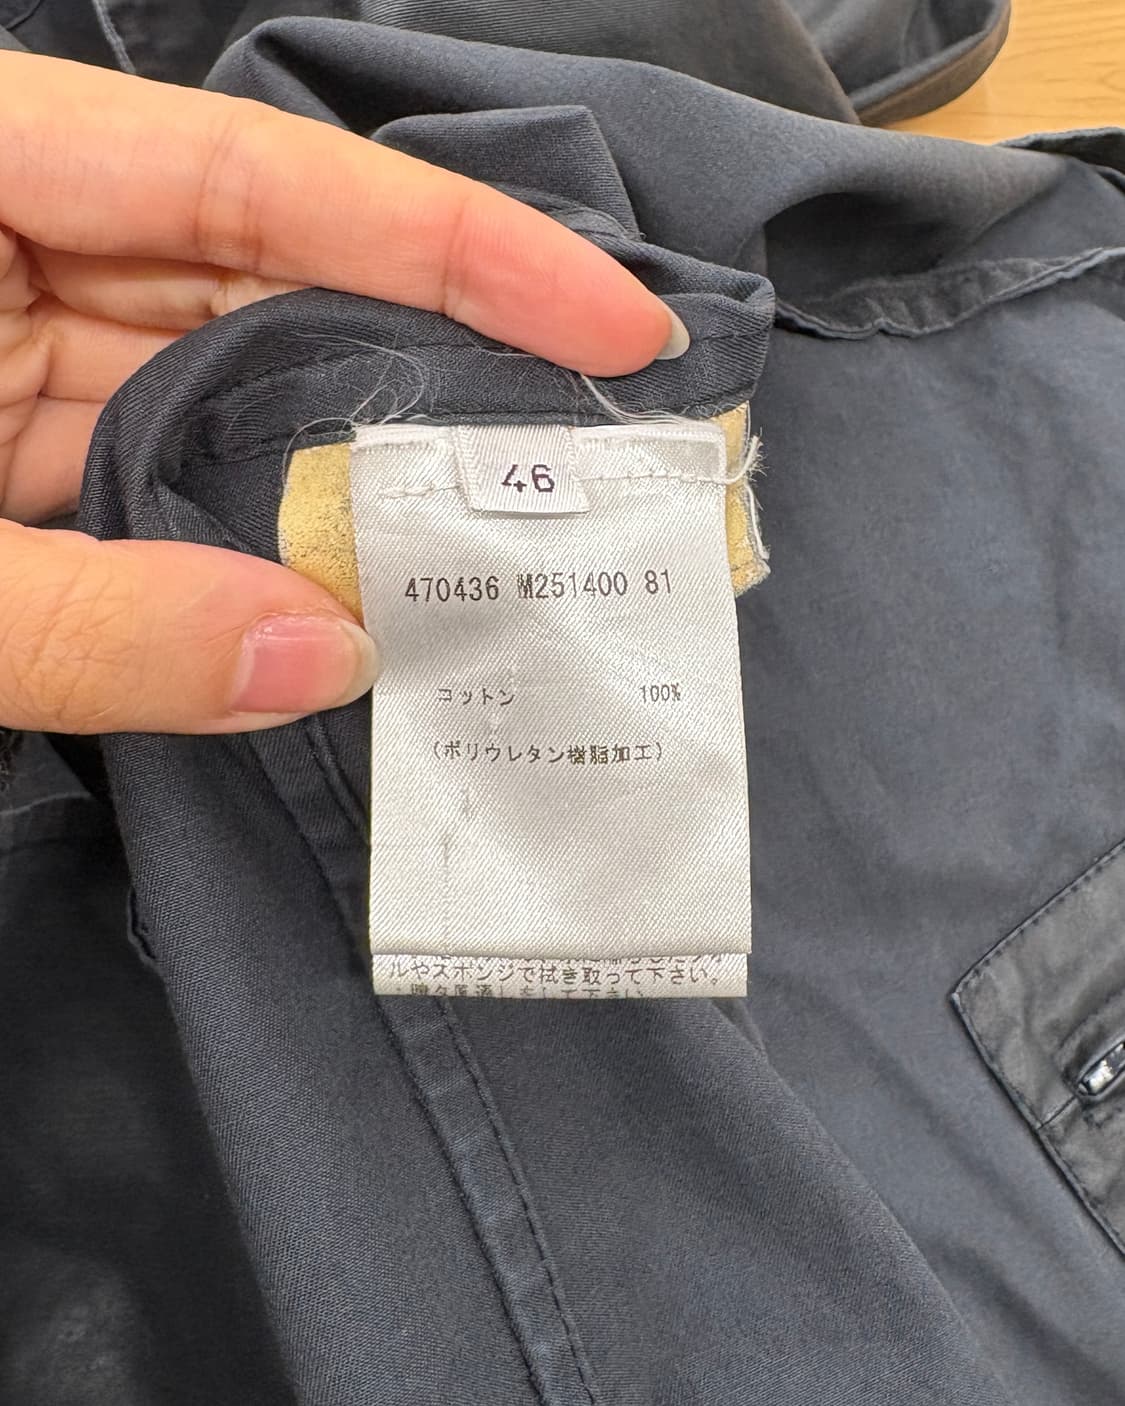 46
470436 M251400 81
コットン 100%
(ポリウレタン樹脂加工)
ルやスポンジで拭き取って下さい。